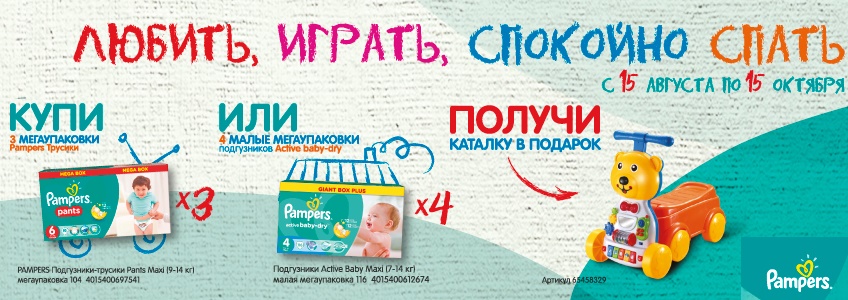 ЛЮБИТЬ, ИГРАТЬ, СПОКОЙНО СПАТЬ
С 15 АВГУСТА ПО 15 ОКТЯБРЯ
КУПИ
3 МЕГАУПАКОВКИ
Pampers Трусики
MEGA BOX MEGA BOX
Pampers
pants
6
x3
PAMPERS Подгузники-трусики Pants Maxi (9-14 кг)
мегаупаковка 104 4015400697541
ИЛИ
4 МАЛЫЕ МЕГАУПАКОВКИ
подгузников Active baby-dry
GIANT BOX PLUS
Pampers
active baby-dry
4
x4
Подгузники Active Baby Maxi (7-14 кг)
малая мегаупаковка 116 4015400612674
ПОЛУЧИ
КАТАЛКУ В ПОДАРОК
Артикул 65458329
Pampers